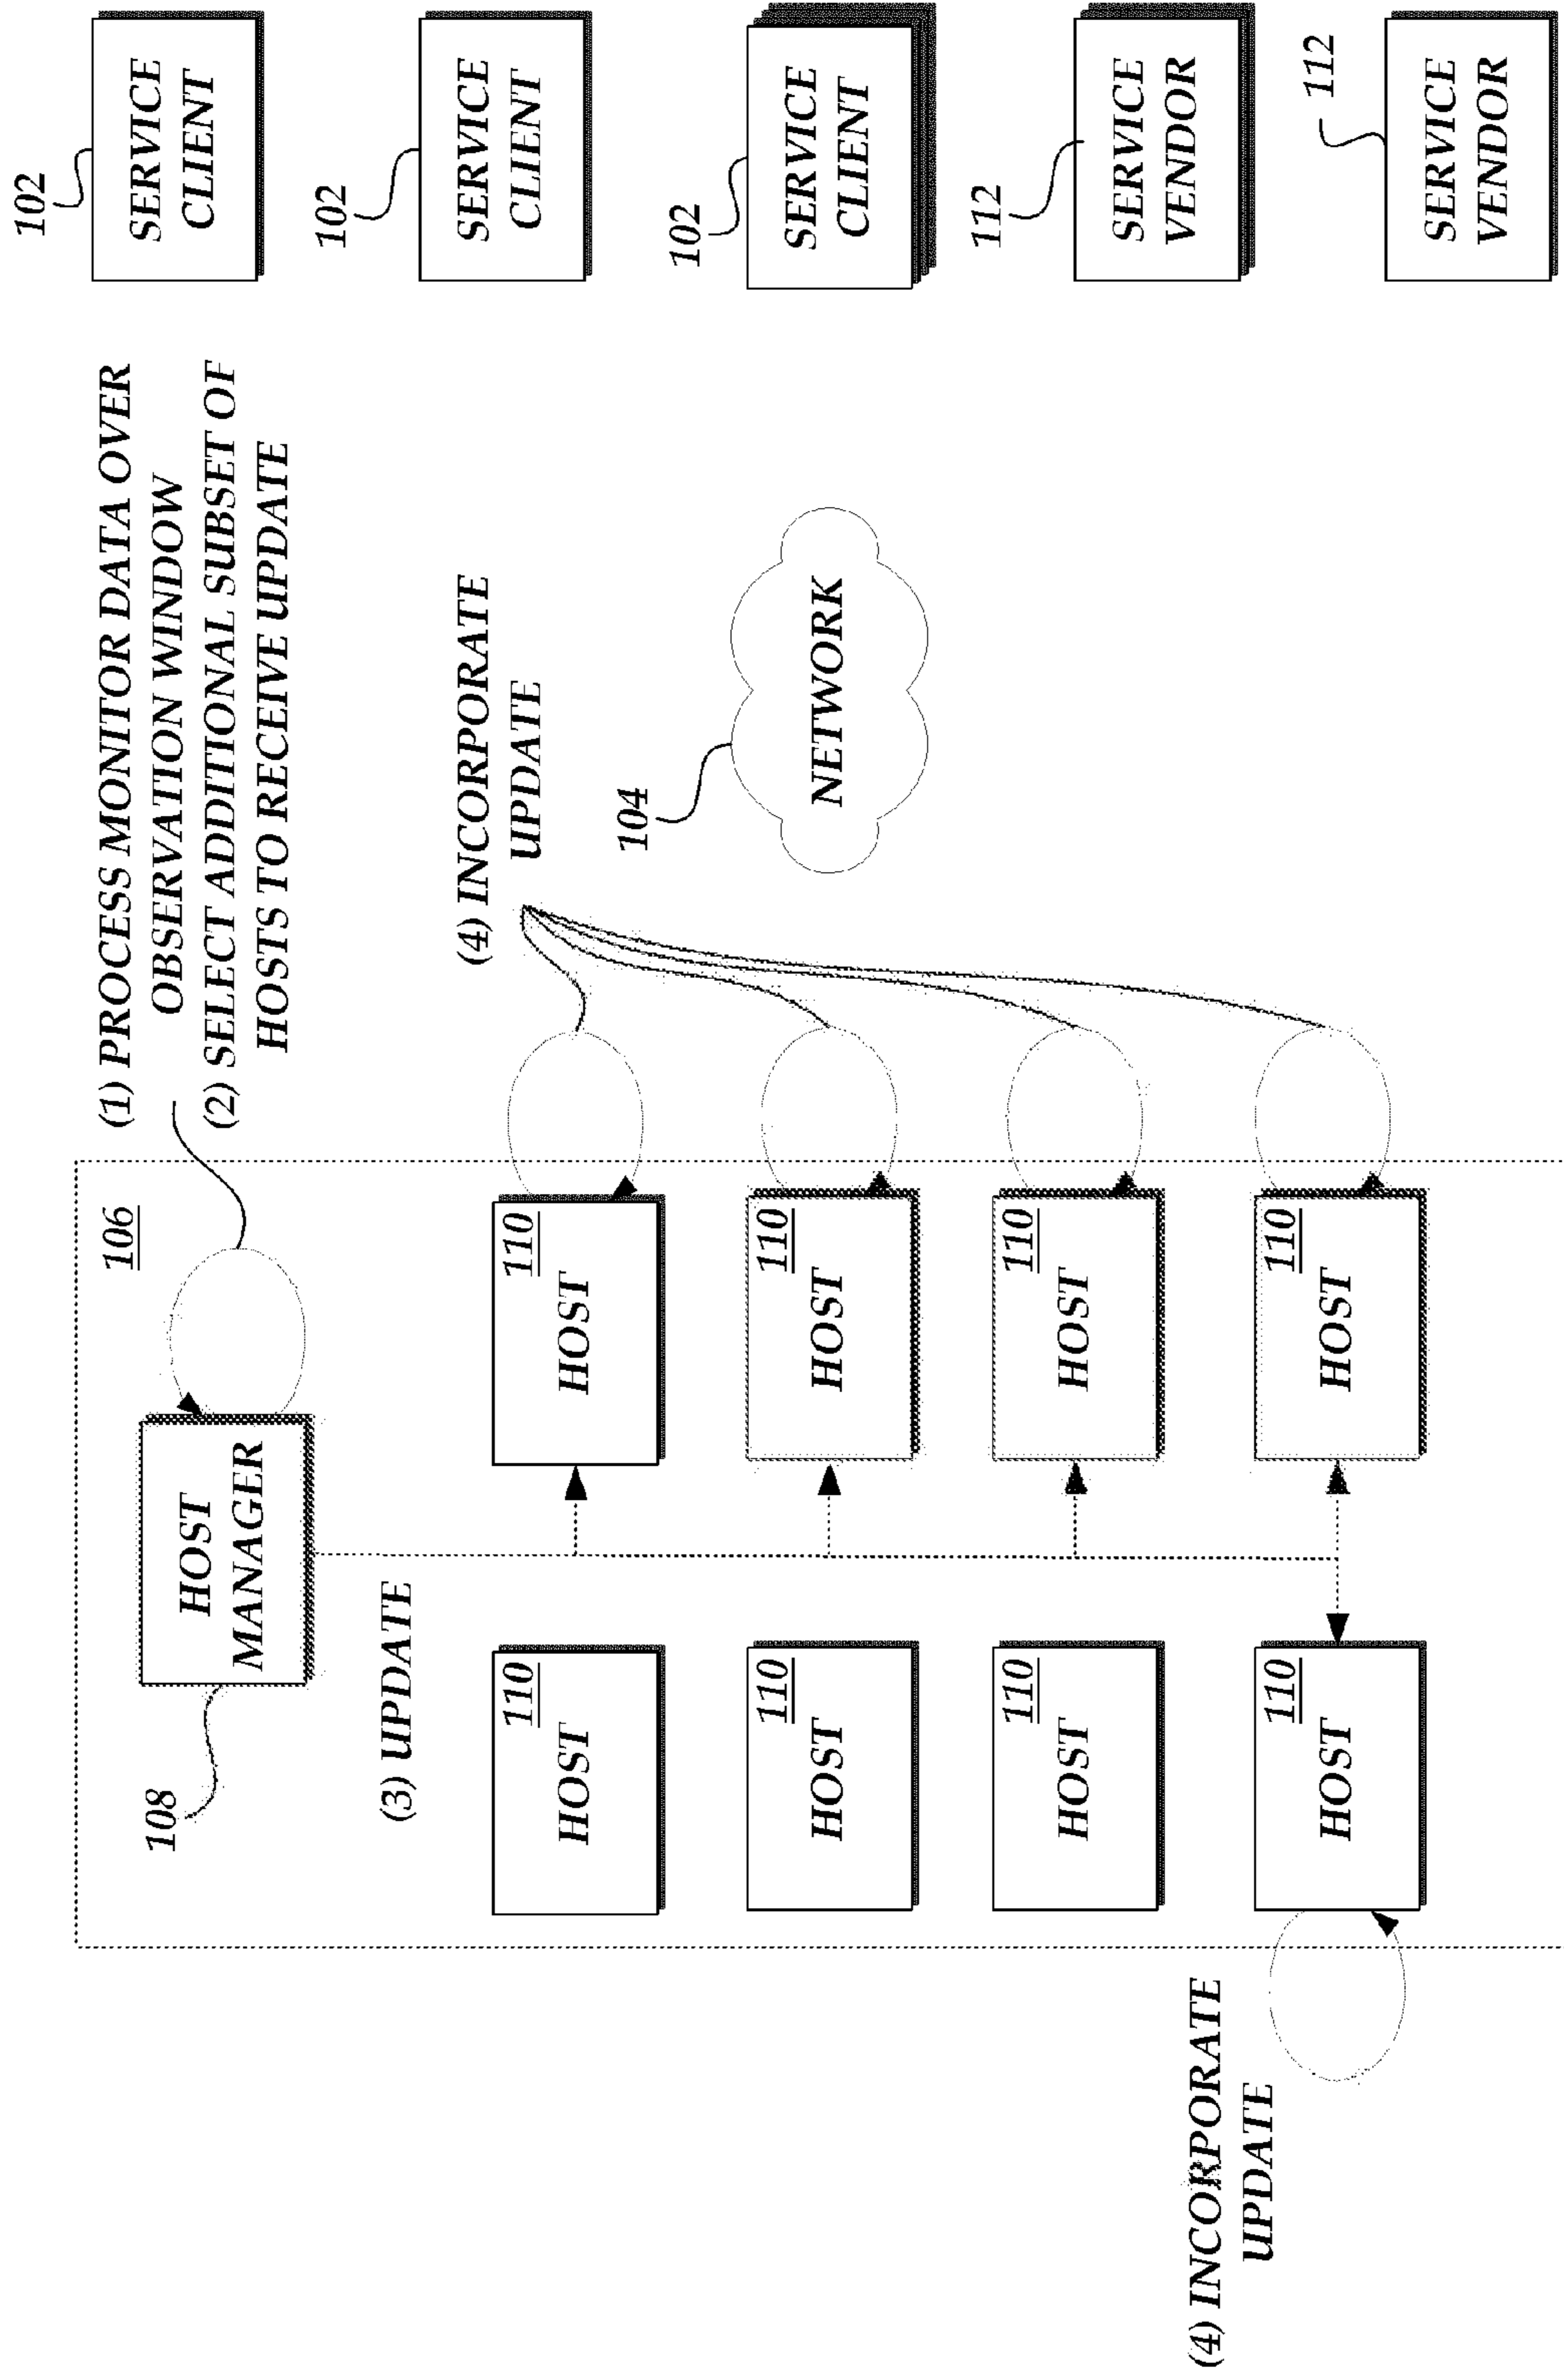 (1) PROCESS MONITOR DATA OVER
OBSERVATION WINDOW
(2) SELECT ADDITIONAL SUBSET OF
HOSTS TO RECEIVE UPDATE
106
108
HOST
MANAGER
(3) UPDATE
110
HOST
110
HOST
110
HOST
110
HOST
110
HOST
110
HOST
110
HOST
110
HOST
(4) INCORPORATE
UPDATE
(4) INCORPORATE
UPDATE
104
NETWORK
102
SERVICE
CLIENT
102
SERVICE
CLIENT
102
SERVICE
CLIENT
112
SERVICE
VENDOR
112
SERVICE
VENDOR